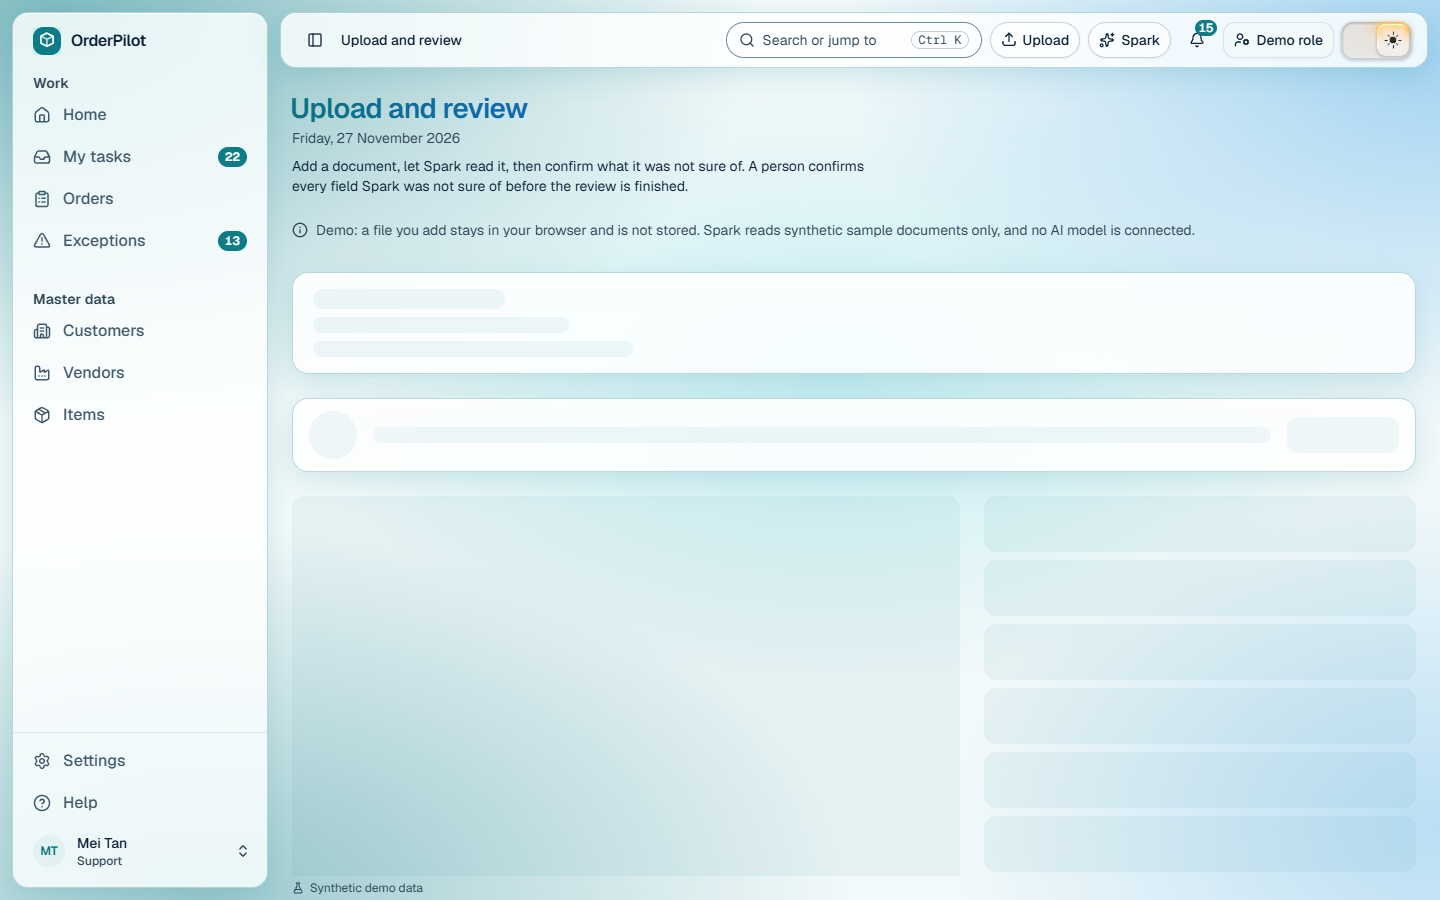 OrderPilot
Work
Home
My tasks 22
Orders
Exceptions 13
Master data
Customers
Vendors
Items
Settings
Help
MT
Mei Tan
Support
Upload and review
Search or jump to Ctrl K
Upload
Spark
15
Demo role
Upload and review
Friday, 27 November 2026
Add a document, let Spark read it, then confirm what it was not sure of. A person confirms
every field Spark was not sure of before the review is finished.
Demo: a file you add stays in your browser and is not stored. Spark reads synthetic sample documents only, and no AI model is connected.
Synthetic demo data